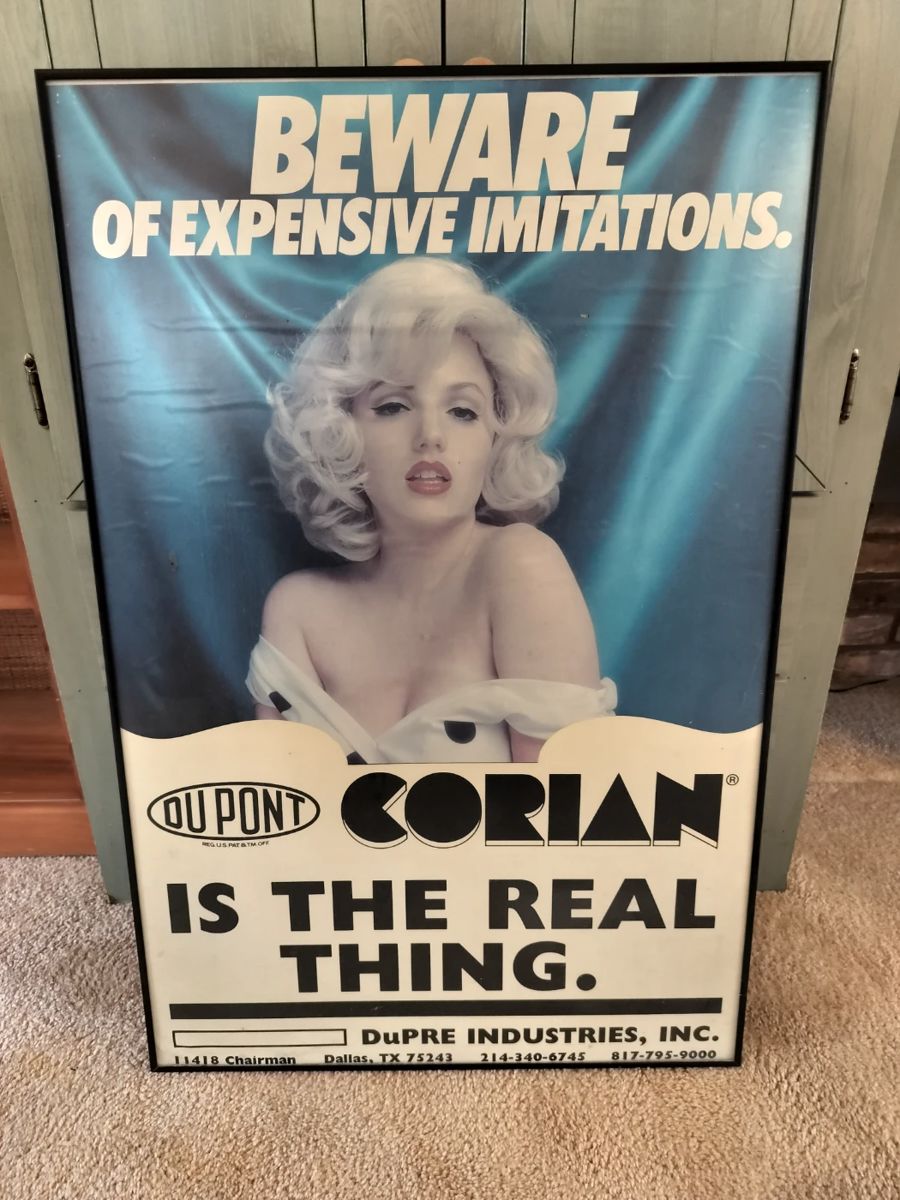 BEWARE
OF EXPENSIVE IMITATIONS.
DU PONT CORIAN®
REG. U.S. PAT & TM. OFF.
IS THE REAL
THING.
DuPRE INDUSTRIES, INC.
11418 Chairman Dallas, TX 75243 214-340-6745 817-795-9000